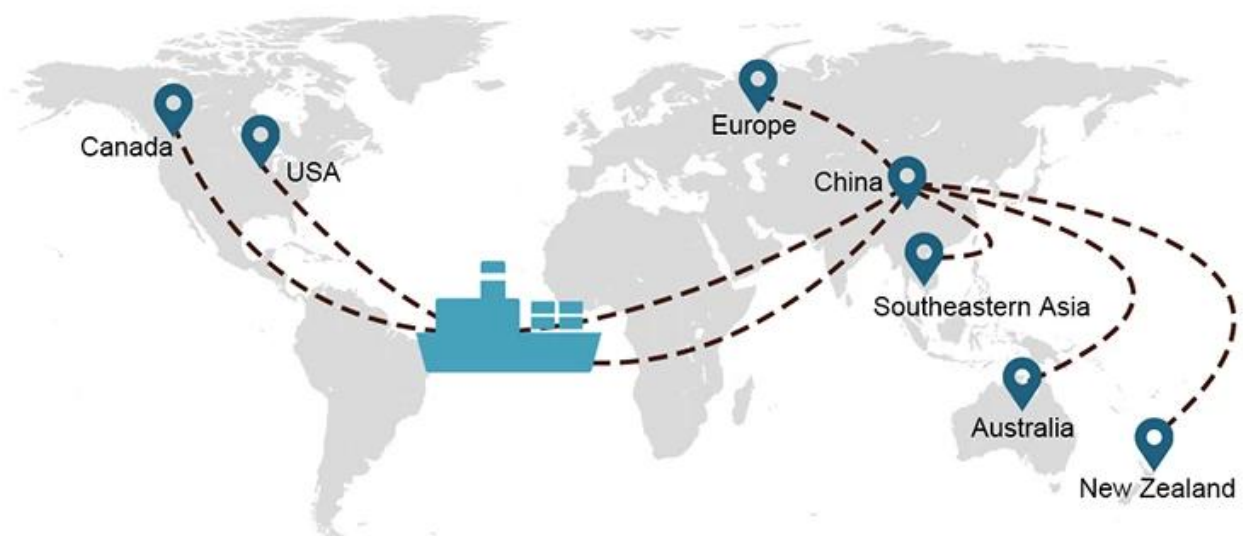 Canada
USA
Europe
China
Southeastern Asia
Australia
New Zealand